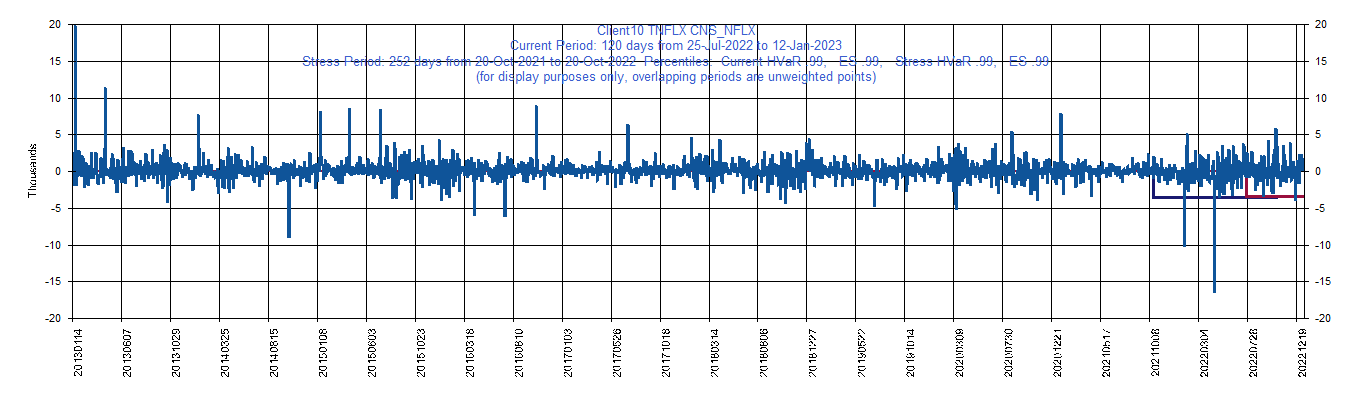 Client10 TNFLX CNS_NFLX
Current Period: 120 days from 25-Jul-2022 to 12-Jan-2023
Stress Period: 252 days from 20-Oct-2021 to 20-Oct-2022 Percentiles: Current HVaR .99, ES .99, Stress HVaR .99, ES .99
(for display purposes only, overlapping periods are unweighted points)
20 20
15 15
10 10
5 5
0 0
-5 -5
-10 -10
-15 -15
-20 -20
Thousands
20130114 20130607 20131029 20140325 20140815 20150108 20150603 20151023 20160318 20160810 20170103 20170526 20171018 20180314 20180806 20181227 20190522 20191014 20200309 20200730 20201221 20210517 20211008 20220304 20220728 20221219